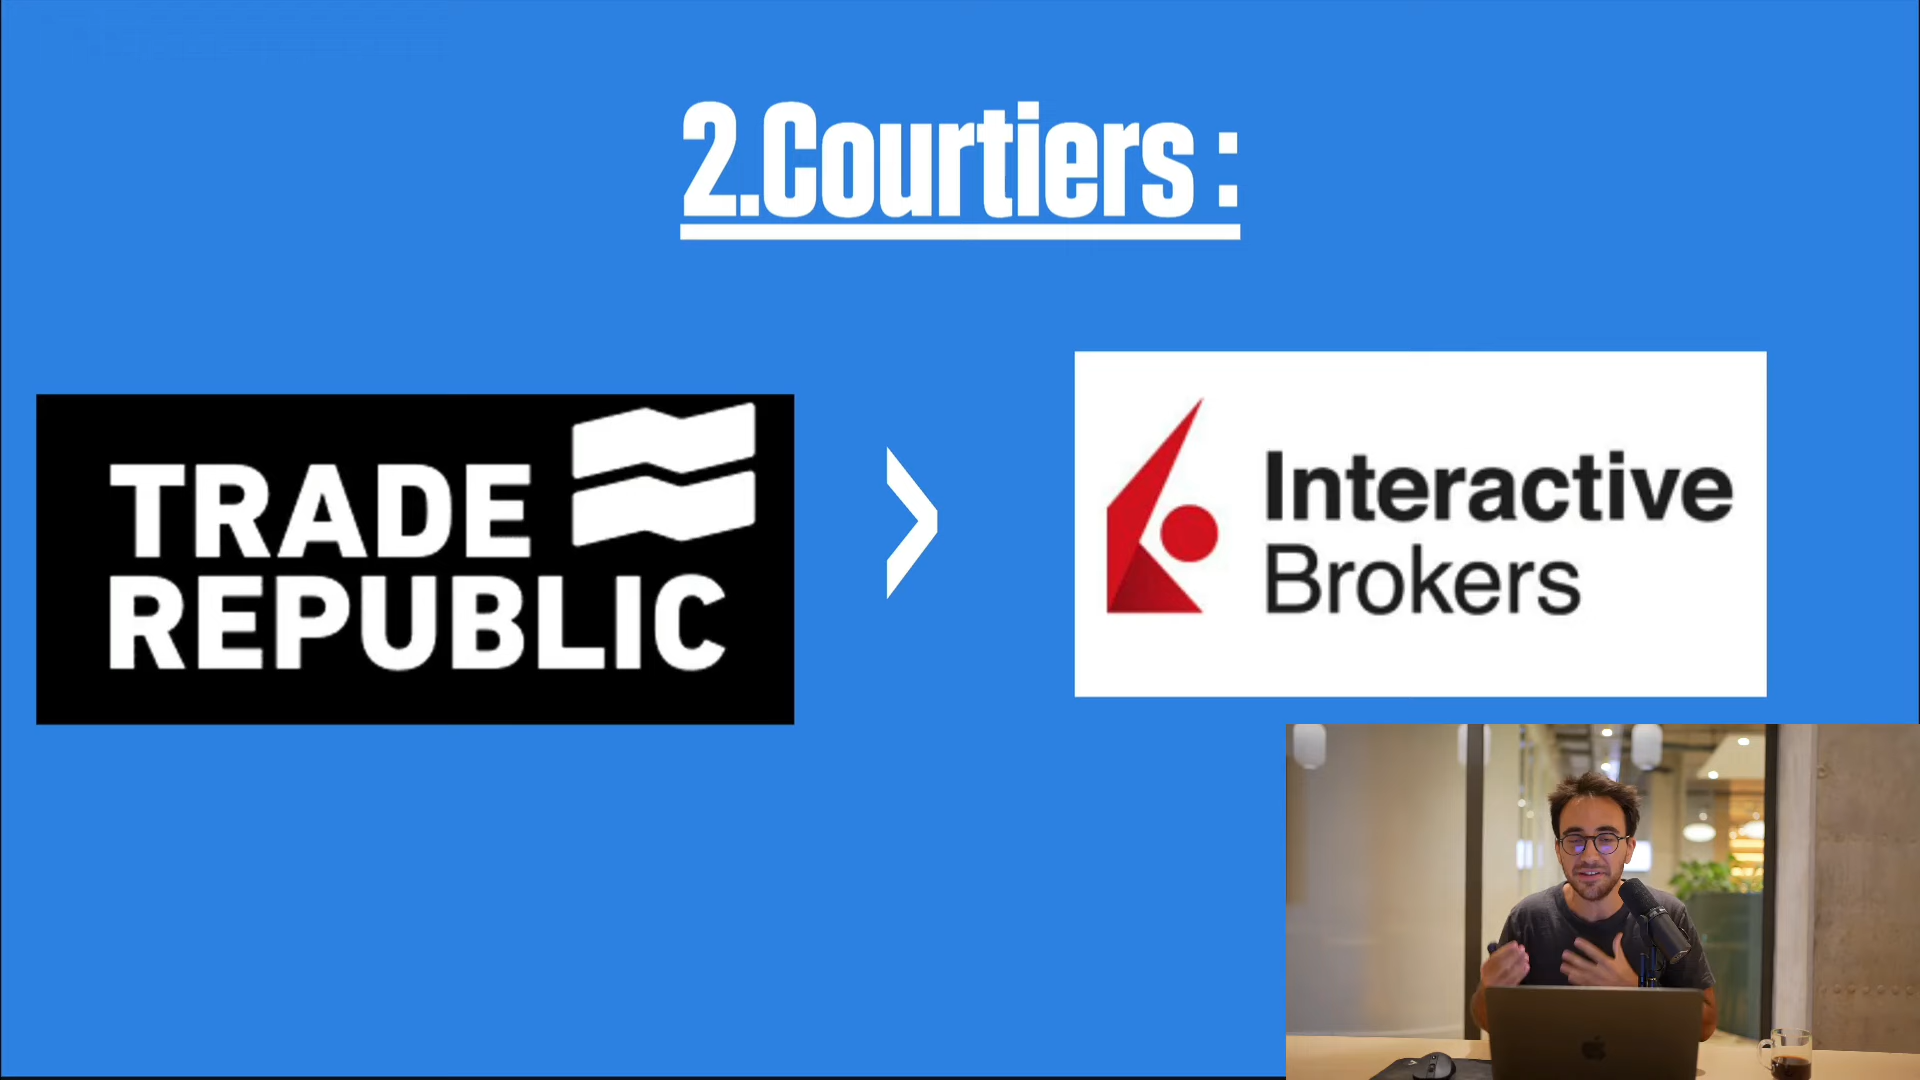 2.Courtiers :
TRADE
REPUBLIC
>
Interactive
Brokers